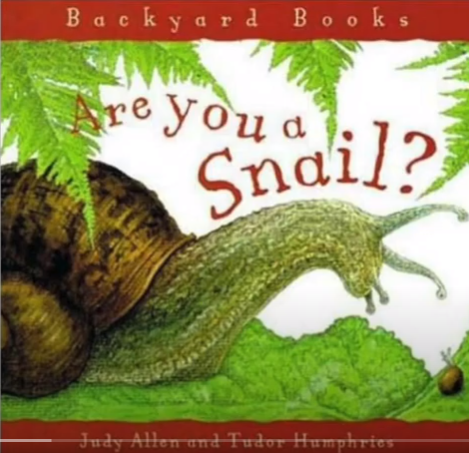 Backyard Books
Are you a
Snail?
Judy Allen and Tudor Humphries